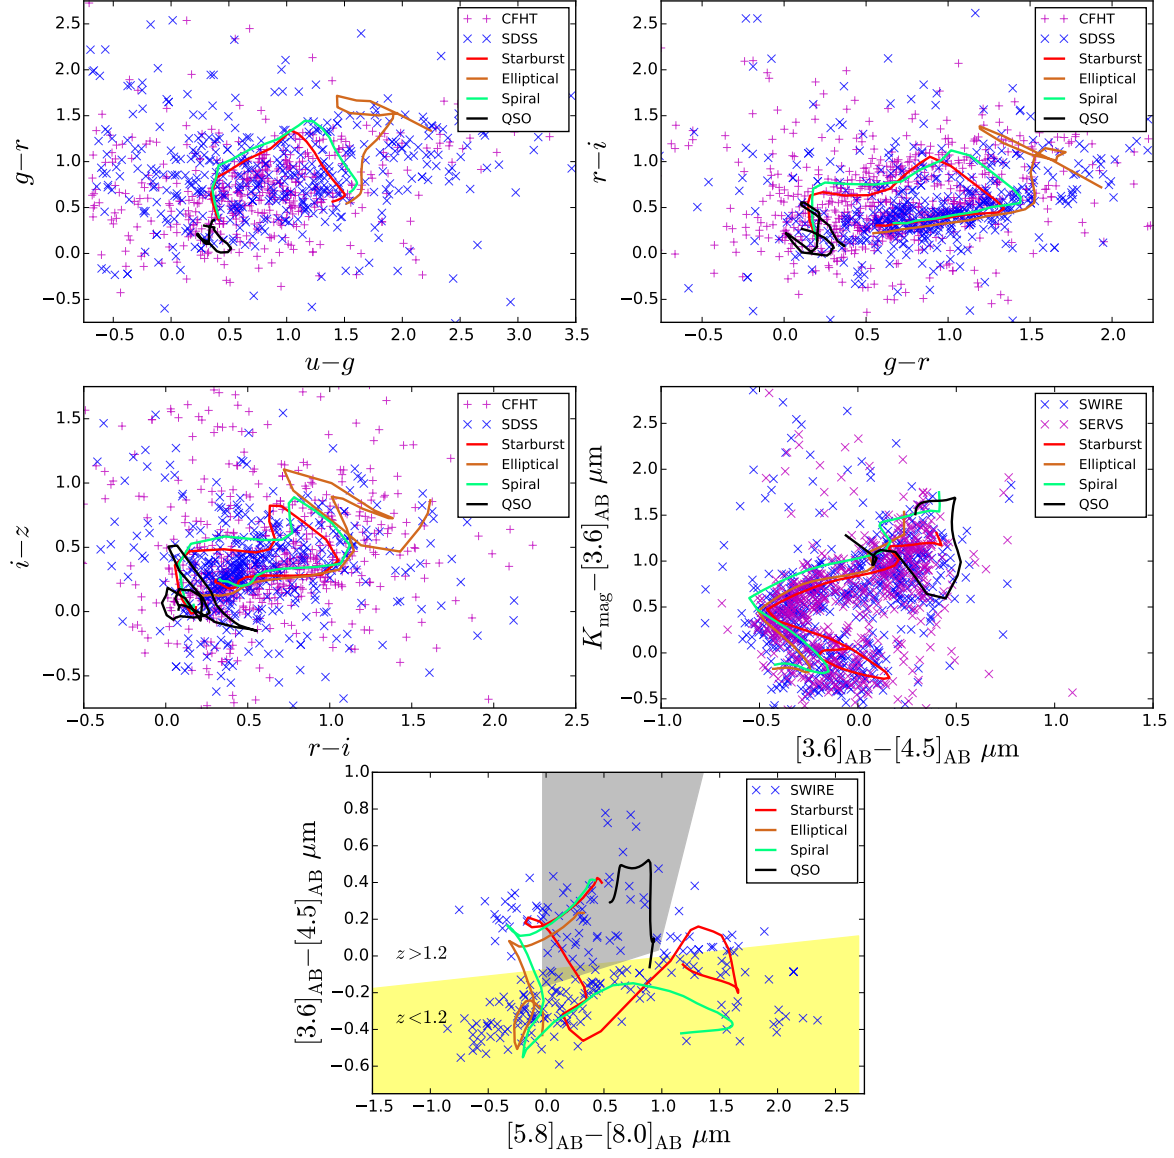 2.5
2.0
1.5
1.0
0.5
0.0
−0.5
g−r
−0.5 0.0 0.5 1.0 1.5 2.0 2.5 3.0 3.5
u−g
CFHT
SDSS
Starburst
Elliptical
Spiral
QSO
2.5
2.0
1.5
1.0
0.5
0.0
−0.5
r−i
−0.5 0.0 0.5 1.0 1.5 2.0
g−r
CFHT
SDSS
Starburst
Elliptical
Spiral
QSO
1.5
1.0
0.5
0.0
−0.5
i−z
−0.5 0.0 0.5 1.0 1.5 2.0 2.5
r−i
CFHT
SDSS
Starburst
Elliptical
Spiral
QSO
2.5
2.0
1.5
1.0
0.5
0.0
−0.5
K_mag−[3.6]_AB μm
−1.0 −0.5 0.0 0.5 1.0 1.5
[3.6]_AB−[4.5]_AB μm
SWIRE
SERVS
Starburst
Elliptical
Spiral
QSO
1.0
0.8
0.6
0.4
0.2
0.0
−0.2
−0.4
−0.6
[3.6]_AB−[4.5]_AB μm
z>1.2
z<1.2
−1.5 −1.0 −0.5 0.0 0.5 1.0 1.5 2.0 2.5
[5.8]_AB−[8.0]_AB μm
SWIRE
Starburst
Elliptical
Spiral
QSO